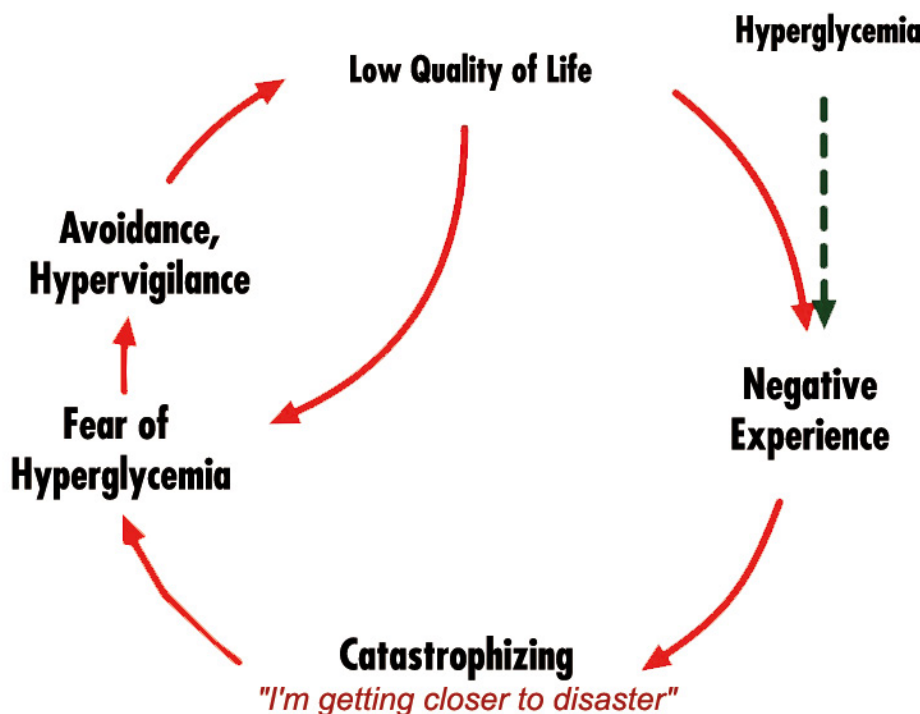 Hyperglycemia
Low Quality of Life
Avoidance,
Hypervigilance
Negative
Experience
Fear of
Hyperglycemia
Catastrophizing
"I'm getting closer to disaster"